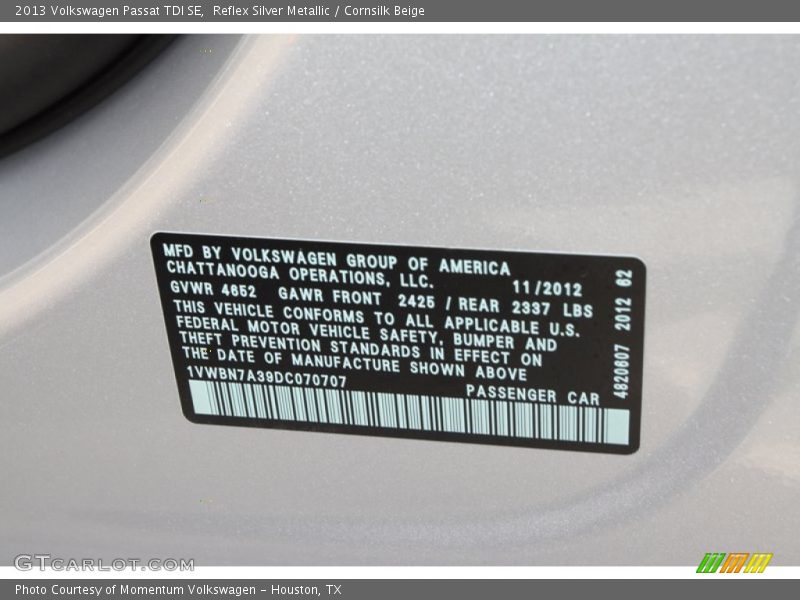 2013 Volkswagen Passat TDI SE, Reflex Silver Metallic / Cornsilk Beige
MFD BY VOLKSWAGEN GROUP OF AMERICA
CHATTANOOGA OPERATIONS, LLC.
11/2012
GVWR 4652 GAWR FRONT 2425 / REAR 2337 LBS
THIS VEHICLE CONFORMS TO ALL APPLICABLE U.S.
FEDERAL MOTOR VEHICLE SAFETY, BUMPER AND
THEFT PREVENTION STANDARDS IN EFFECT ON
THE DATE OF MANUFACTURE SHOWN ABOVE
1VWBN7A39DC070707
PASSENGER CAR
4820607 2012 62
GTCARLOT.COM
Photo Courtesy of Momentum Volkswagen - Houston, TX